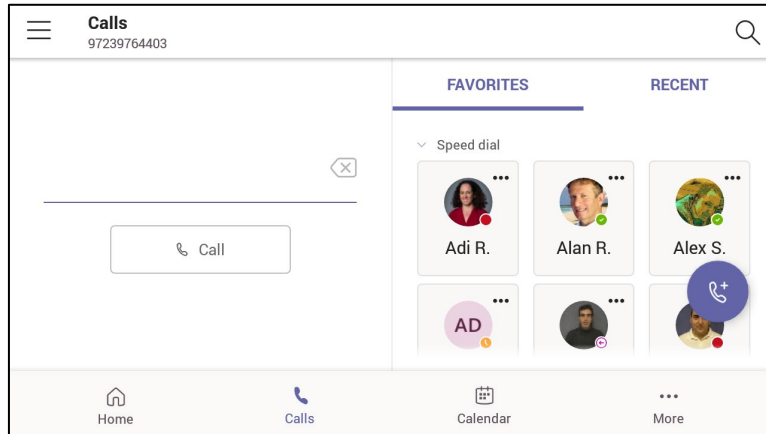 Calls
97239764403
FAVORITES
RECENT
Speed dial
Adi R.
Alan R.
Alex S.
AD
Call
Home
Calls
Calendar
More